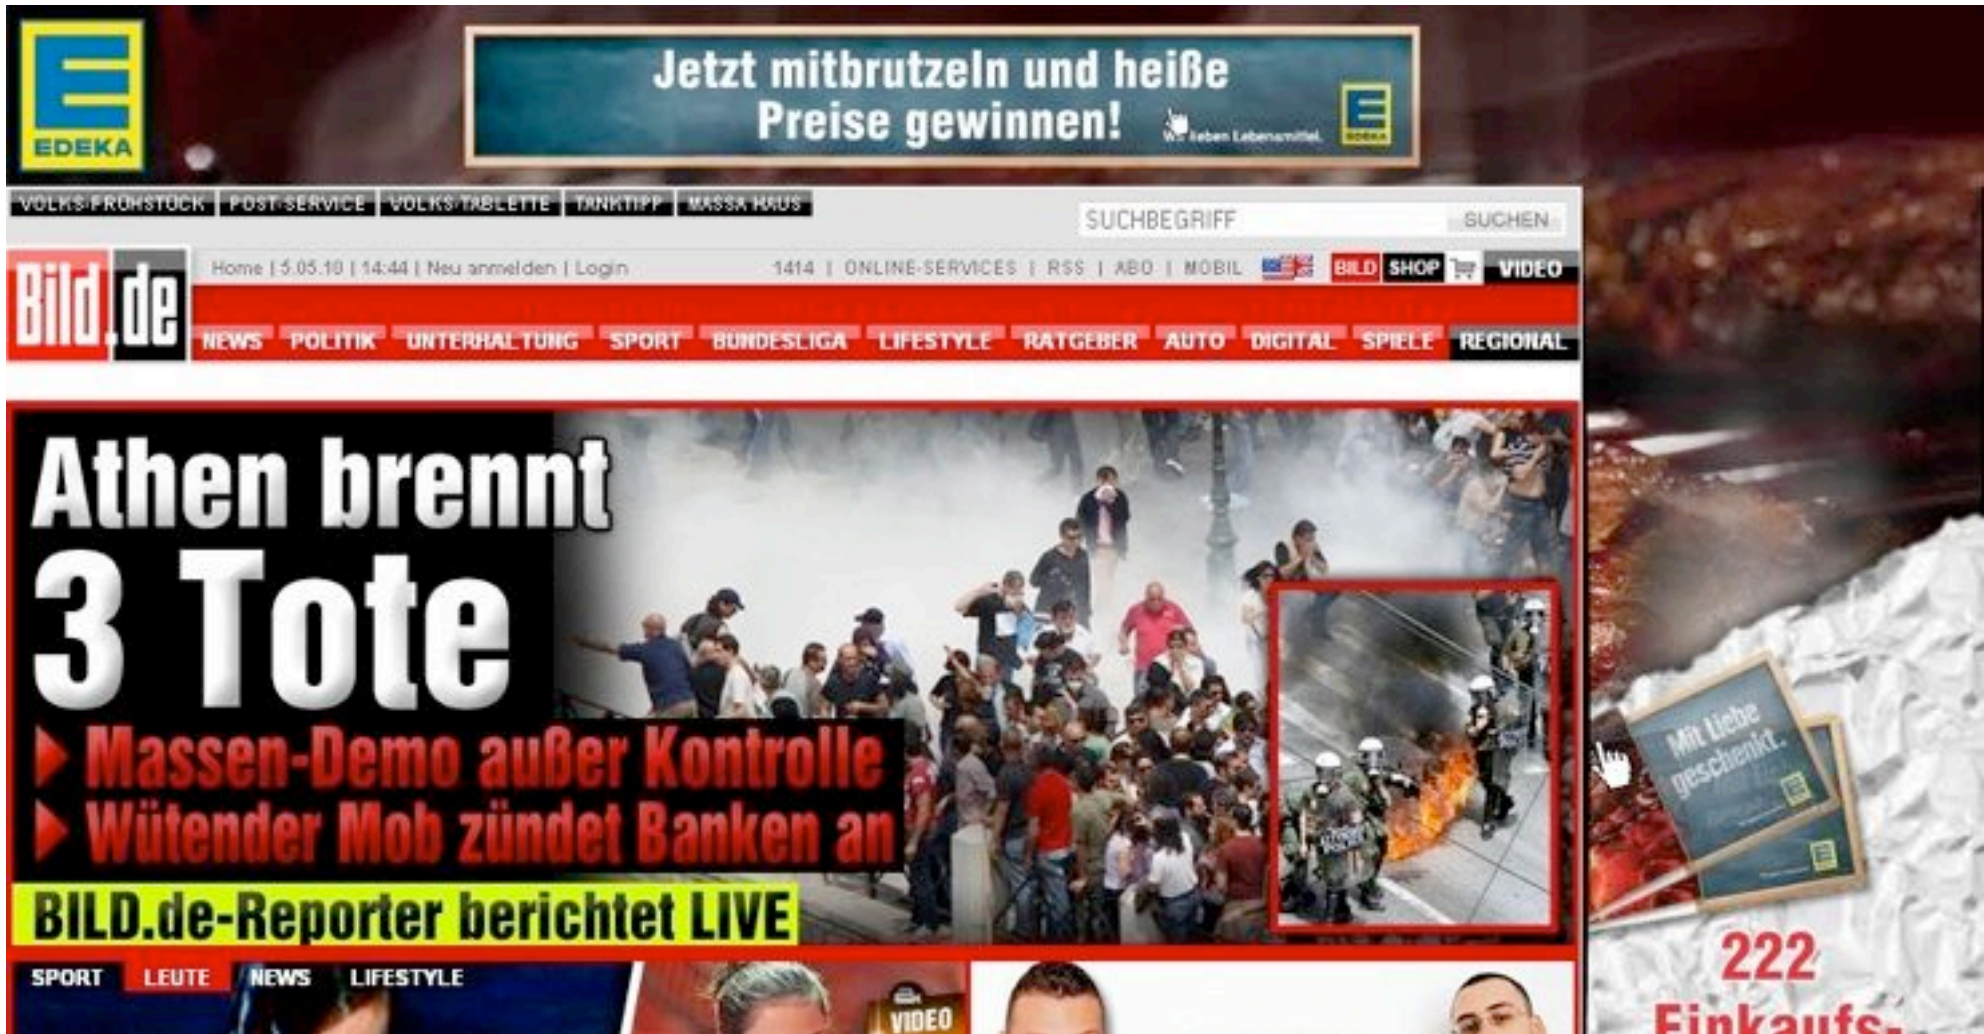 EDEKA
Jetzt mitbrutzeln und heiße
Preise gewinnen!
Wir lieben Lebensmittel.
EDEKA
VOLKS-FRÜHSTÜCK POST-SERVICE VOLKS-TABLETTE TANKTIPP MASSA HAUS
SUCHBEGRIFF SUCHEN
Bild.de
Home | 5.05.10 | 14:44 | Neu anmelden | Login
1414 | ONLINE-SERVICES | RSS | ABO | MOBIL BILD SHOP VIDEO
NEWS POLITIK UNTERHALTUNG SPORT BUNDESLIGA LIFESTYLE RATGEBER AUTO DIGITAL SPIELE REGIONAL
Athen brennt
3 Tote
Massen-Demo außer Kontrolle
Wütender Mob zündet Banken an
BILD.de-Reporter berichtet LIVE
Mit Liebe
geschenkt.
SPORT LEUTE NEWS LIFESTYLE
VIDEO
222
Einkaufs-